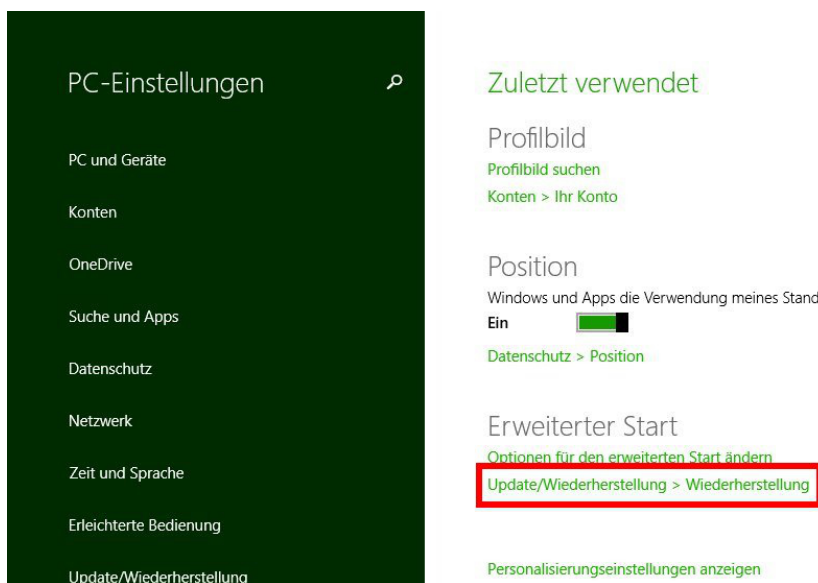 PC-Einstellungen
PC und Geräte
Konten
OneDrive
Suche und Apps
Datenschutz
Netzwerk
Zeit und Sprache
Erleichterte Bedienung
Update/Wiederherstellung
Zuletzt verwendet
Profilbild
Profilbild suchen
Konten > Ihr Konto
Position
Windows und Apps die Verwendung meines Stand
Ein
Datenschutz > Position
Erweiterter Start
Optionen für den erweiterten Start ändern
Update/Wiederherstellung > Wiederherstellung
Personalisierungseinstellungen anzeigen